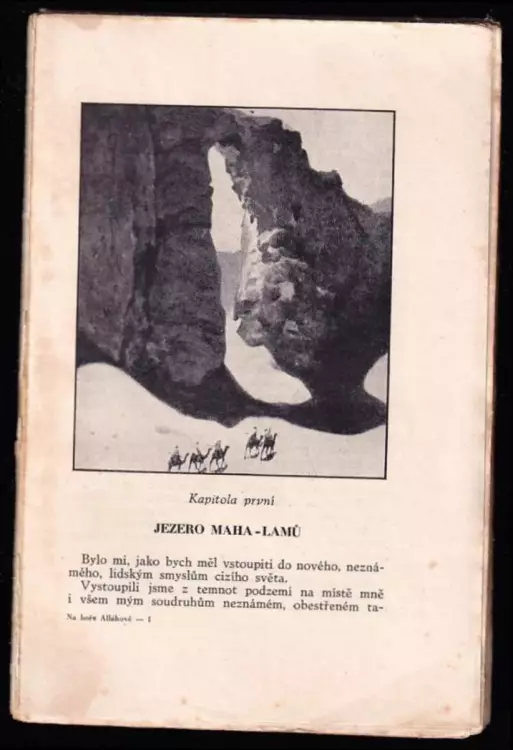 Kapitola první
JEZERO MAHA-LAMŮ
Bylo mi, jako bych měl vstoupiti do nového, nezná-
mého, lidským smyslům cizího světa.
Vystoupili jsme z temnot podzemí na místě mně
i všem mým soudruhům neznámém, obestřeném ta-
Na hoře Alláhově — 1